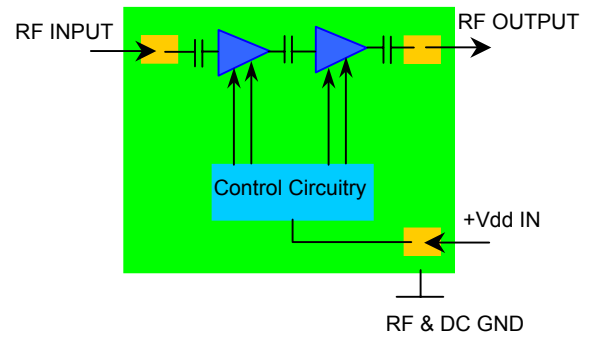 RF INPUT
RF OUTPUT
Control Circuitry
+Vdd IN
RF & DC GND